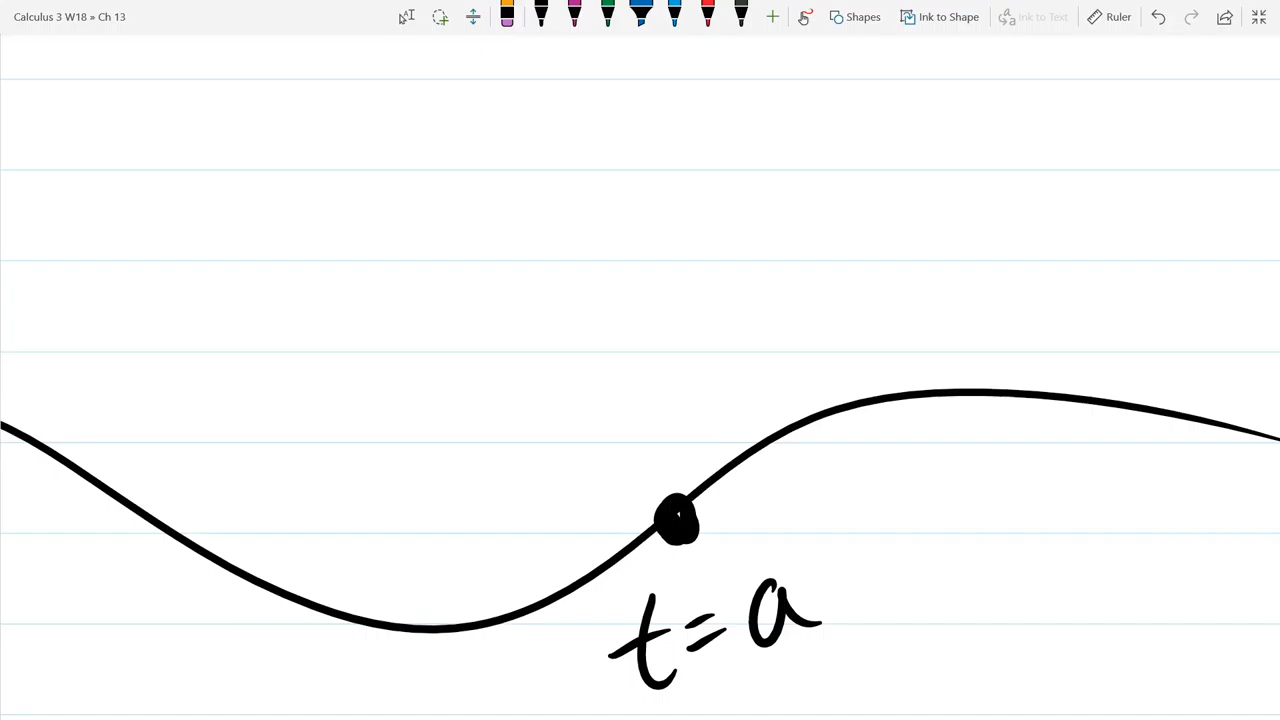 Calculus 3 W18 » Ch 13
Shapes
Ink to Shape
Ink to Text
Ruler
t = a